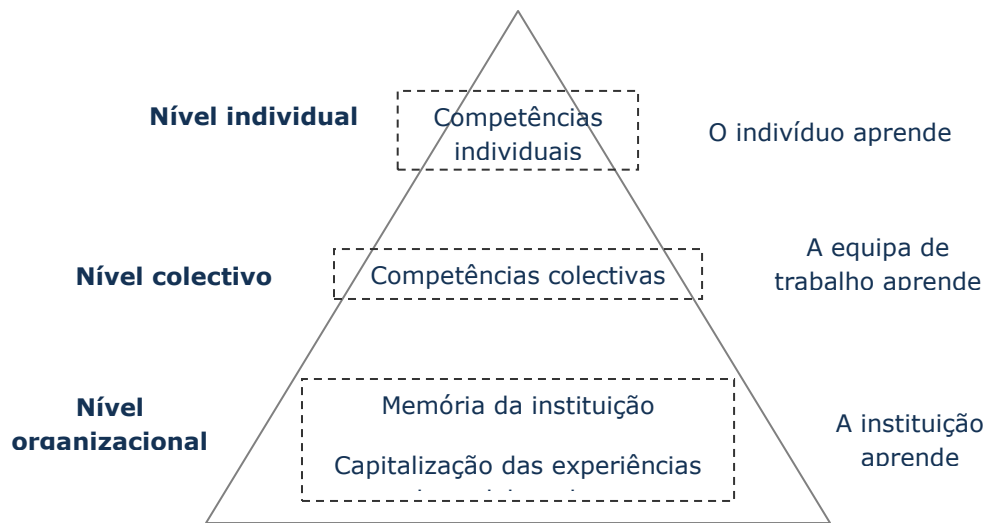 Nível individual
Competências
individuais
O indivíduo aprende
Nível colectivo
Competências colectivas
A equipa de
trabalho aprende
Nível
organizacional
Memória da instituição
Capitalização das experiências
A instituição
aprende